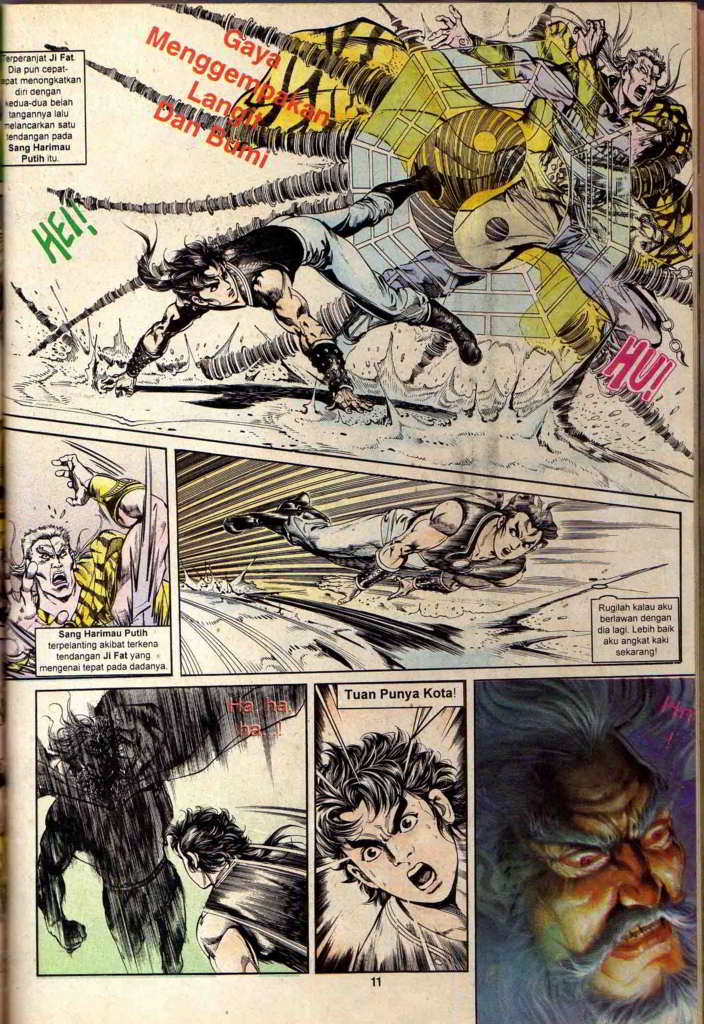 Terperanjat Ji Fat.
Dia pun cepat-
cepat menongkatkan
diri dengan
kedua-dua belah
tangannya lalu
melancarkan satu
tendangan pada
Sang Harimau
Putih itu.
Gaya
Menggempakan
Langit
Dan Bumi
HEI!
HU!
Sang Harimau Putih
terpelanting akibat terkena
tendangan Ji Fat yang
mengenai tepat pada dadanya.
Rugilah kalau aku
berlawan dengan
dia lagi. Lebih baik
aku angkat kaki
sekarang!
Ha, ha,
ha...!
Tuan Punya Kota!
11